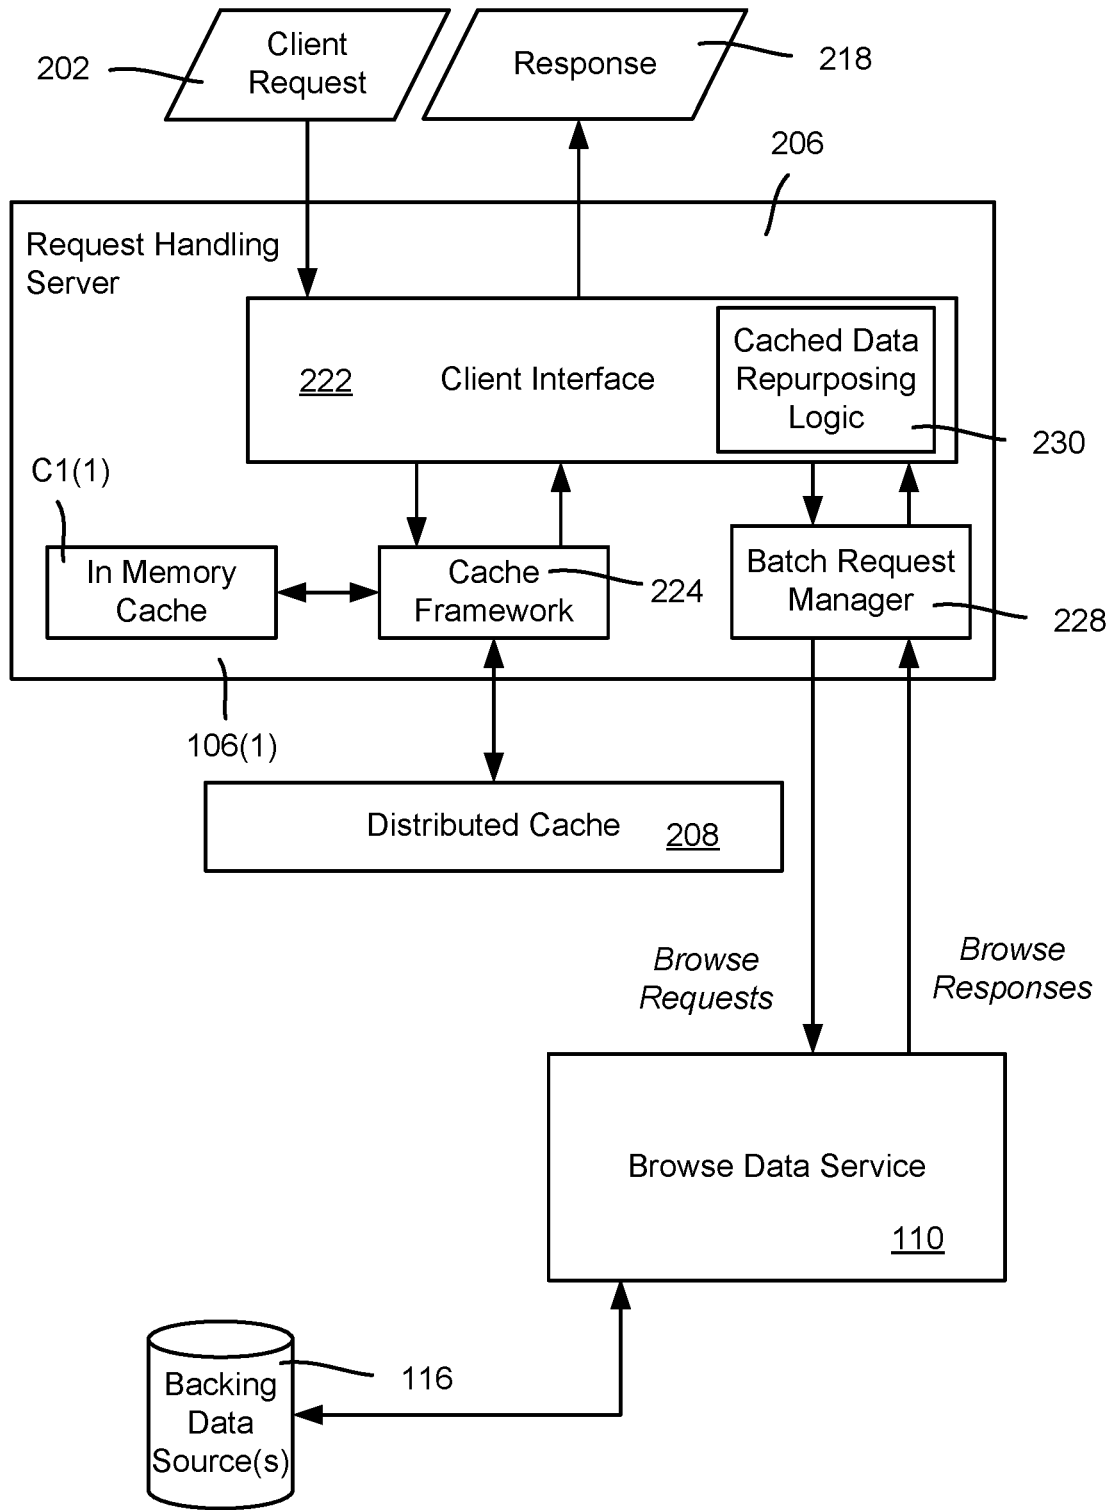 Client
Request
202
Response
218
206
Request Handling
Server
222
Client Interface
Cached Data
Repurposing
Logic
230
C1(1)
In Memory
Cache
Cache
Framework
224
Batch Request
Manager
228
106(1)
Distributed Cache
208
Browse
Requests
Browse
Responses
Browse Data Service
110
Backing
Data
Source(s)
116